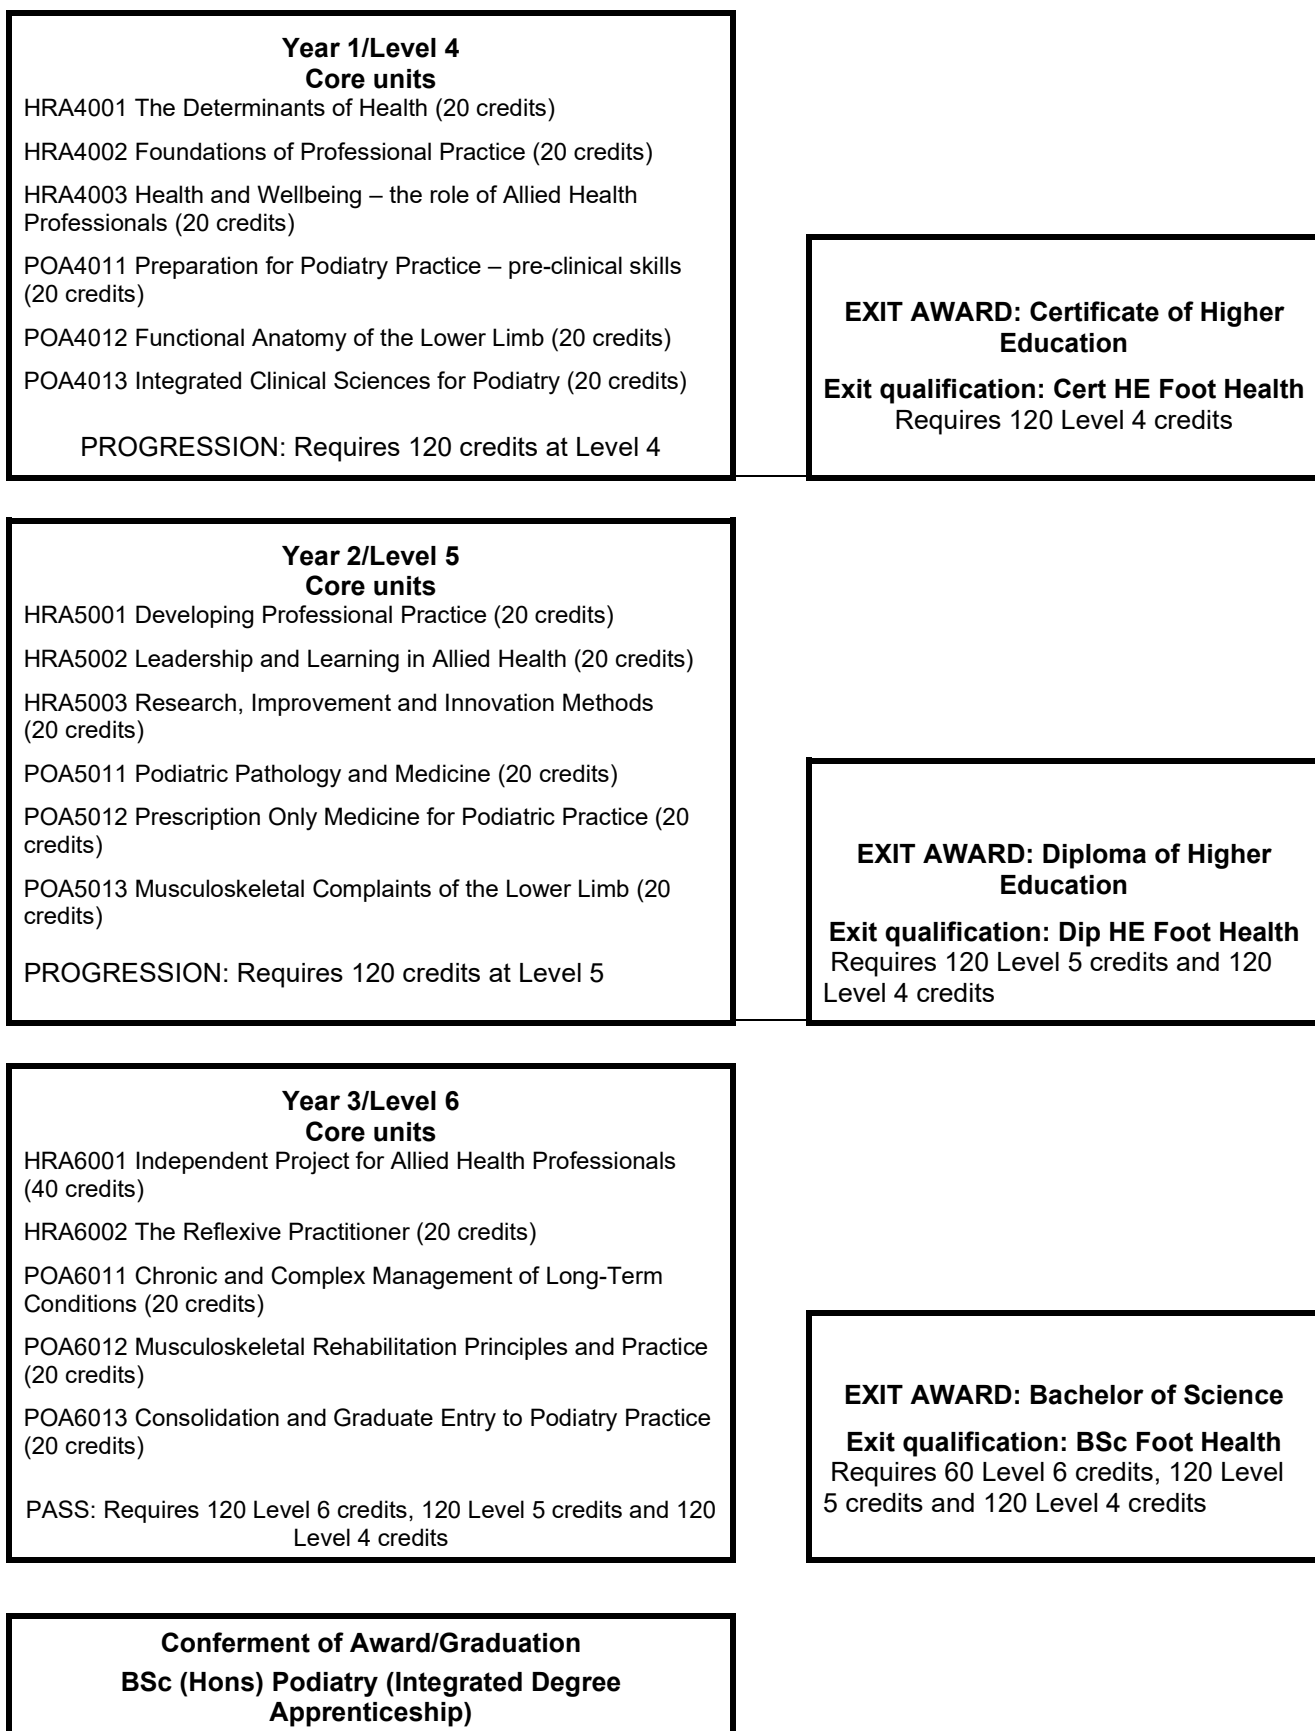 Year 1/Level 4
Core units
HRA4001 The Determinants of Health (20 credits)
HRA4002 Foundations of Professional Practice (20 credits)
HRA4003 Health and Wellbeing – the role of Allied Health
Professionals (20 credits)
POA4011 Preparation for Podiatry Practice – pre-clinical skills
(20 credits)
POA4012 Functional Anatomy of the Lower Limb (20 credits)
POA4013 Integrated Clinical Sciences for Podiatry (20 credits)
PROGRESSION: Requires 120 credits at Level 4
EXIT AWARD: Certificate of Higher
Education
Exit qualification: Cert HE Foot Health
Requires 120 Level 4 credits
Year 2/Level 5
Core units
HRA5001 Developing Professional Practice (20 credits)
HRA5002 Leadership and Learning in Allied Health (20 credits)
HRA5003 Research, Improvement and Innovation Methods
(20 credits)
POA5011 Podiatric Pathology and Medicine (20 credits)
POA5012 Prescription Only Medicine for Podiatric Practice (20
credits)
POA5013 Musculoskeletal Complaints of the Lower Limb (20
credits)
PROGRESSION: Requires 120 credits at Level 5
EXIT AWARD: Diploma of Higher
Education
Exit qualification: Dip HE Foot Health
Requires 120 Level 5 credits and 120
Level 4 credits
Year 3/Level 6
Core units
HRA6001 Independent Project for Allied Health Professionals
(40 credits)
HRA6002 The Reflexive Practitioner (20 credits)
POA6011 Chronic and Complex Management of Long-Term
Conditions (20 credits)
POA6012 Musculoskeletal Rehabilitation Principles and Practice
(20 credits)
POA6013 Consolidation and Graduate Entry to Podiatry Practice
(20 credits)
PASS: Requires 120 Level 6 credits, 120 Level 5 credits and 120
Level 4 credits
EXIT AWARD: Bachelor of Science
Exit qualification: BSc Foot Health
Requires 60 Level 6 credits, 120 Level
5 credits and 120 Level 4 credits
Conferment of Award/Graduation
BSc (Hons) Podiatry (Integrated Degree
Apprenticeship)